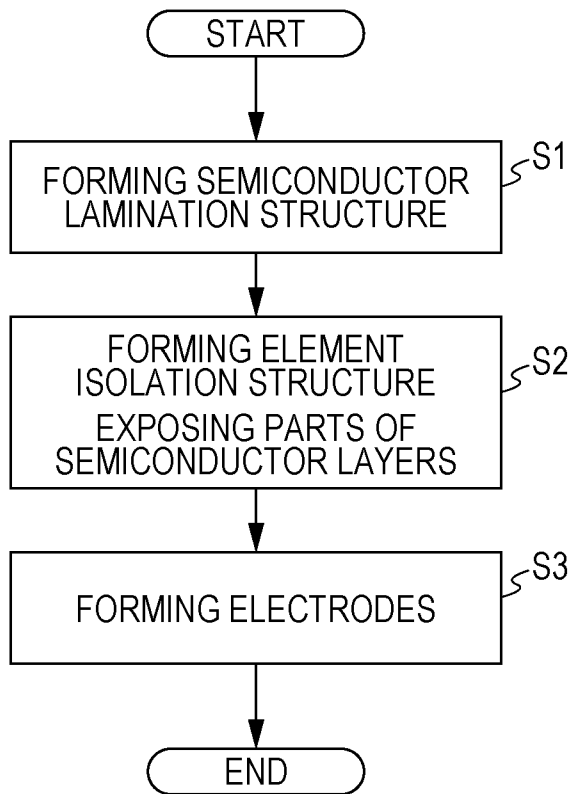 START
FORMING SEMICONDUCTOR
LAMINATION STRUCTURE
S1
FORMING ELEMENT
ISOLATION STRUCTURE
EXPOSING PARTS OF
SEMICONDUCTOR LAYERS
S2
FORMING ELECTRODES
S3
END